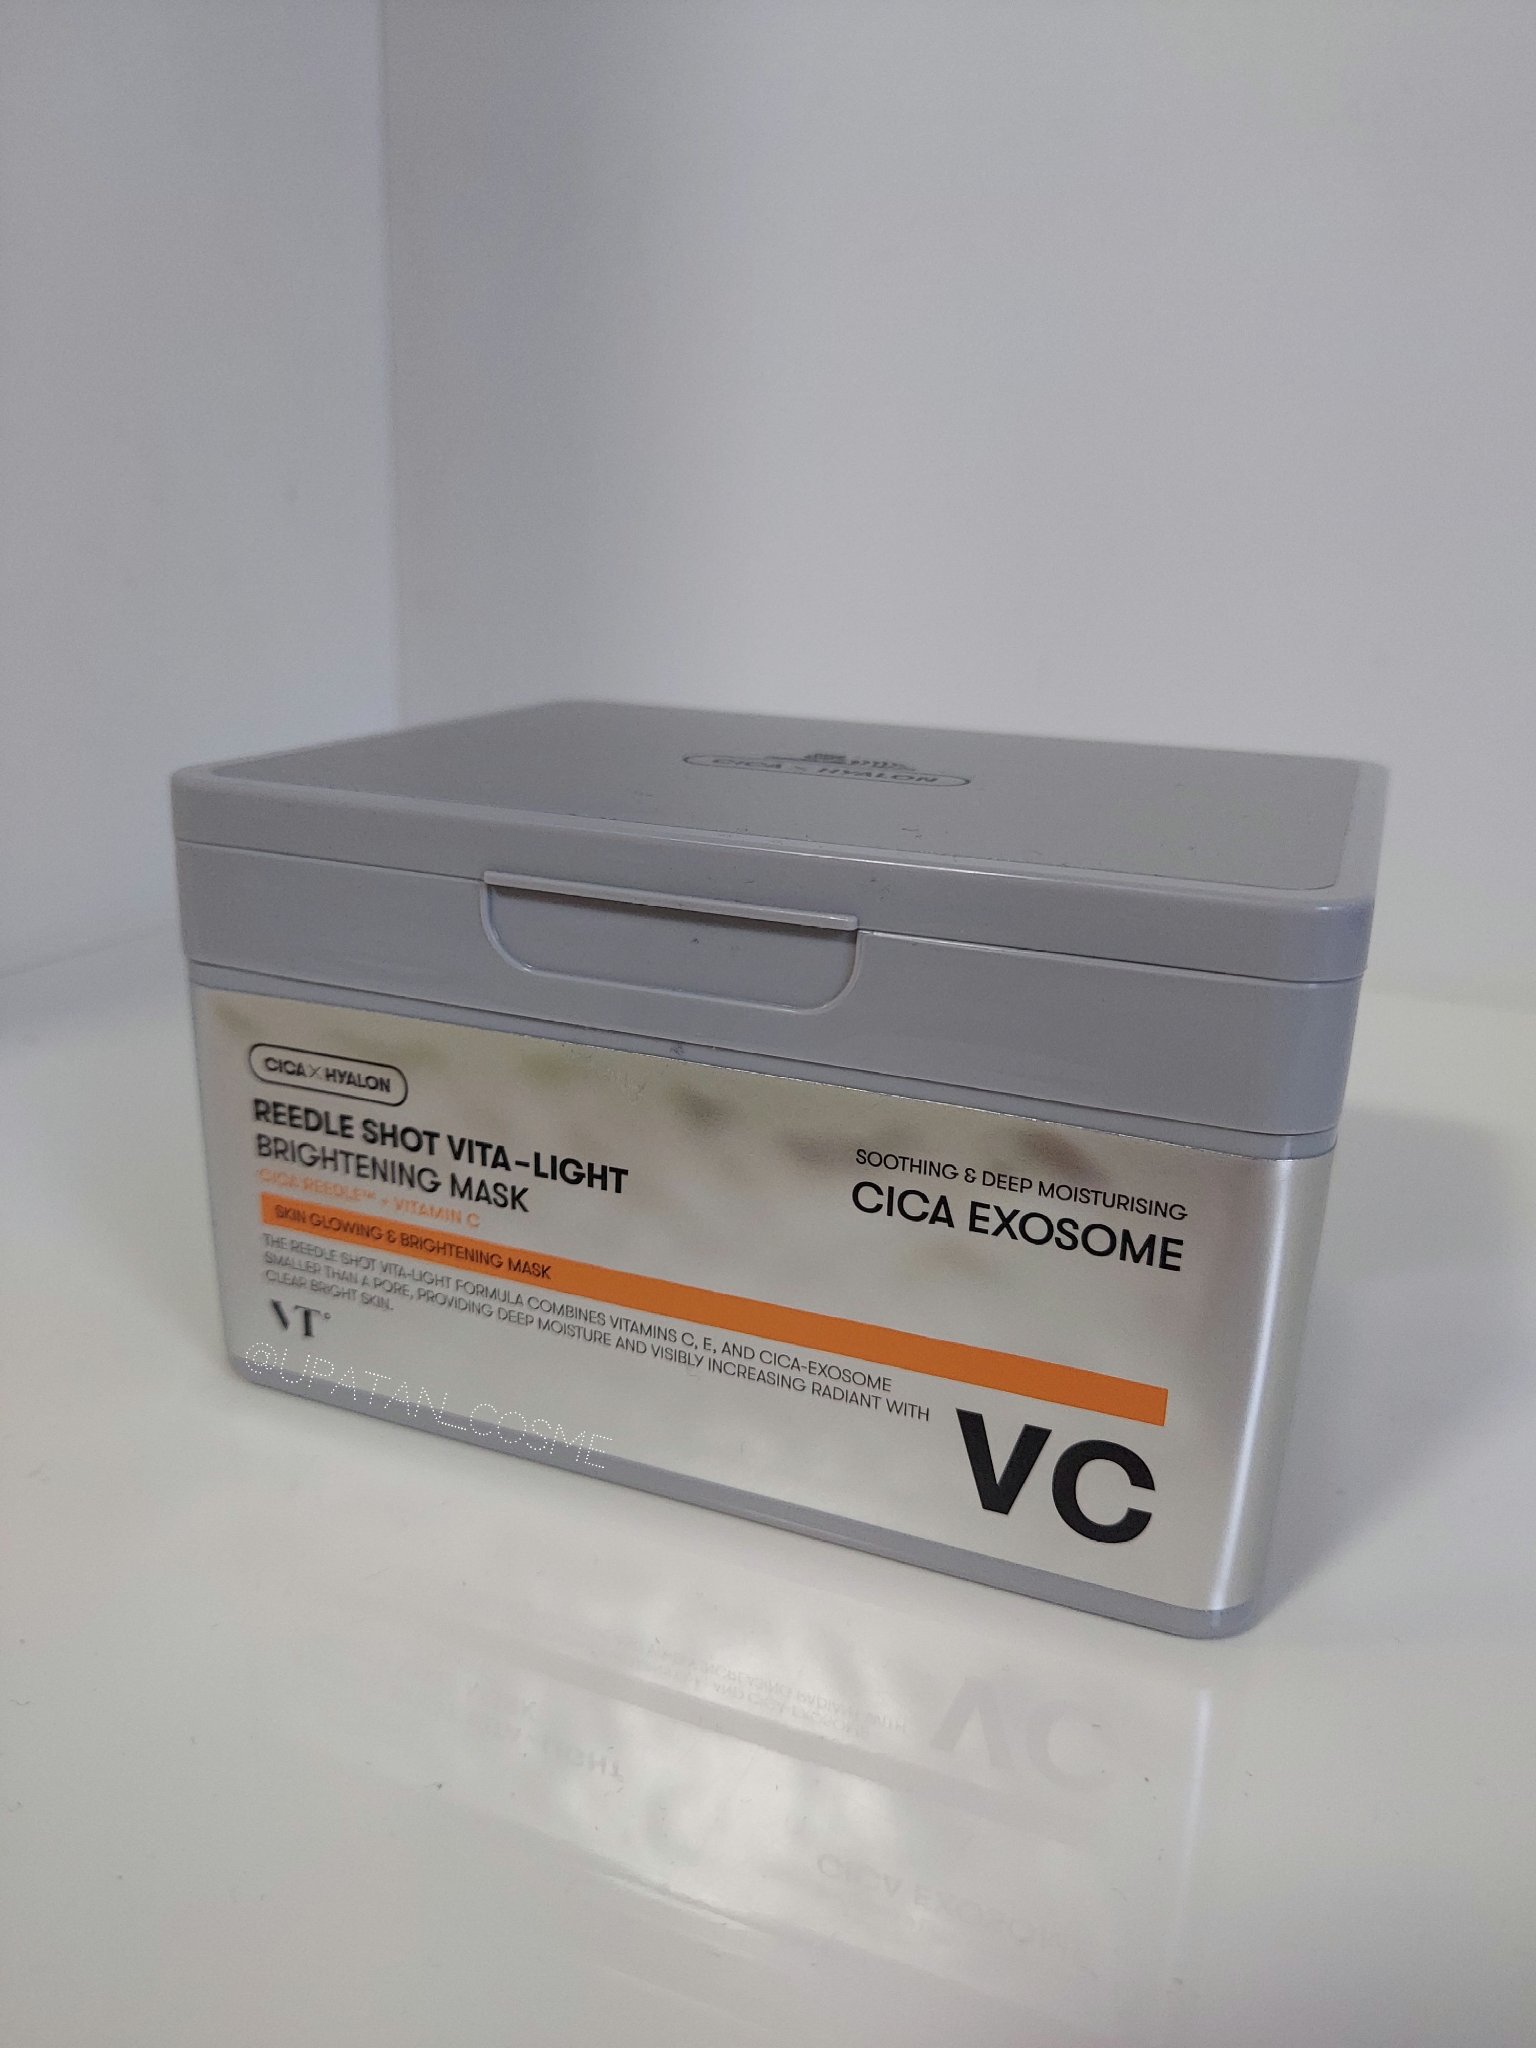 CICA X HYALON
CICA X HYALON
REEDLE SHOT VITA-LIGHT
BRIGHTENING MASK
CICA REEDLE™ + VITAMIN C
SKIN GLOWING & BRIGHTENING MASK
THE REEDLE SHOT VITA-LIGHT FORMULA COMBINES VITAMINS C, E, AND CICA-EXOSOME
SMALLER THAN A PORE, PROVIDING DEEP MOISTURE AND VISIBLY INCREASING RADIANT WITH
CLEAR BRIGHT SKIN.
VT
SOOTHING & DEEP MOISTURISING
CICA EXOSOME
VC
@UPATAN_COSME